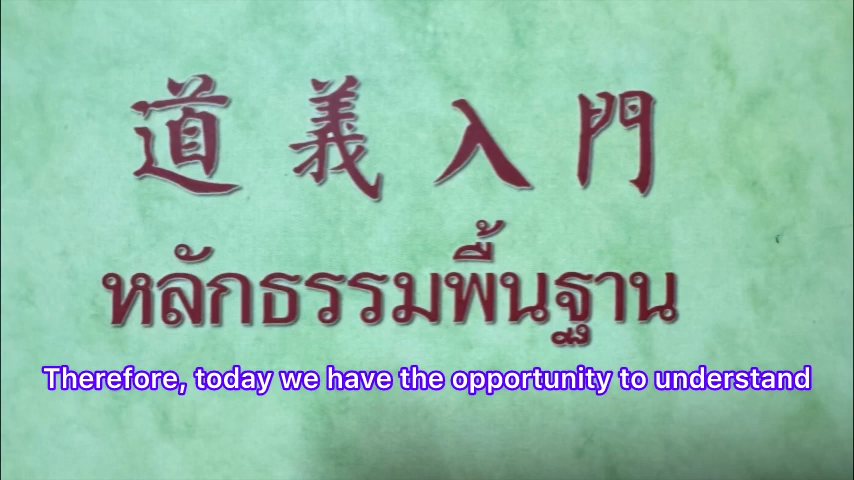 道義入門
หลักธรรมพื้นฐาน
Therefore, today we have the opportunity to understand